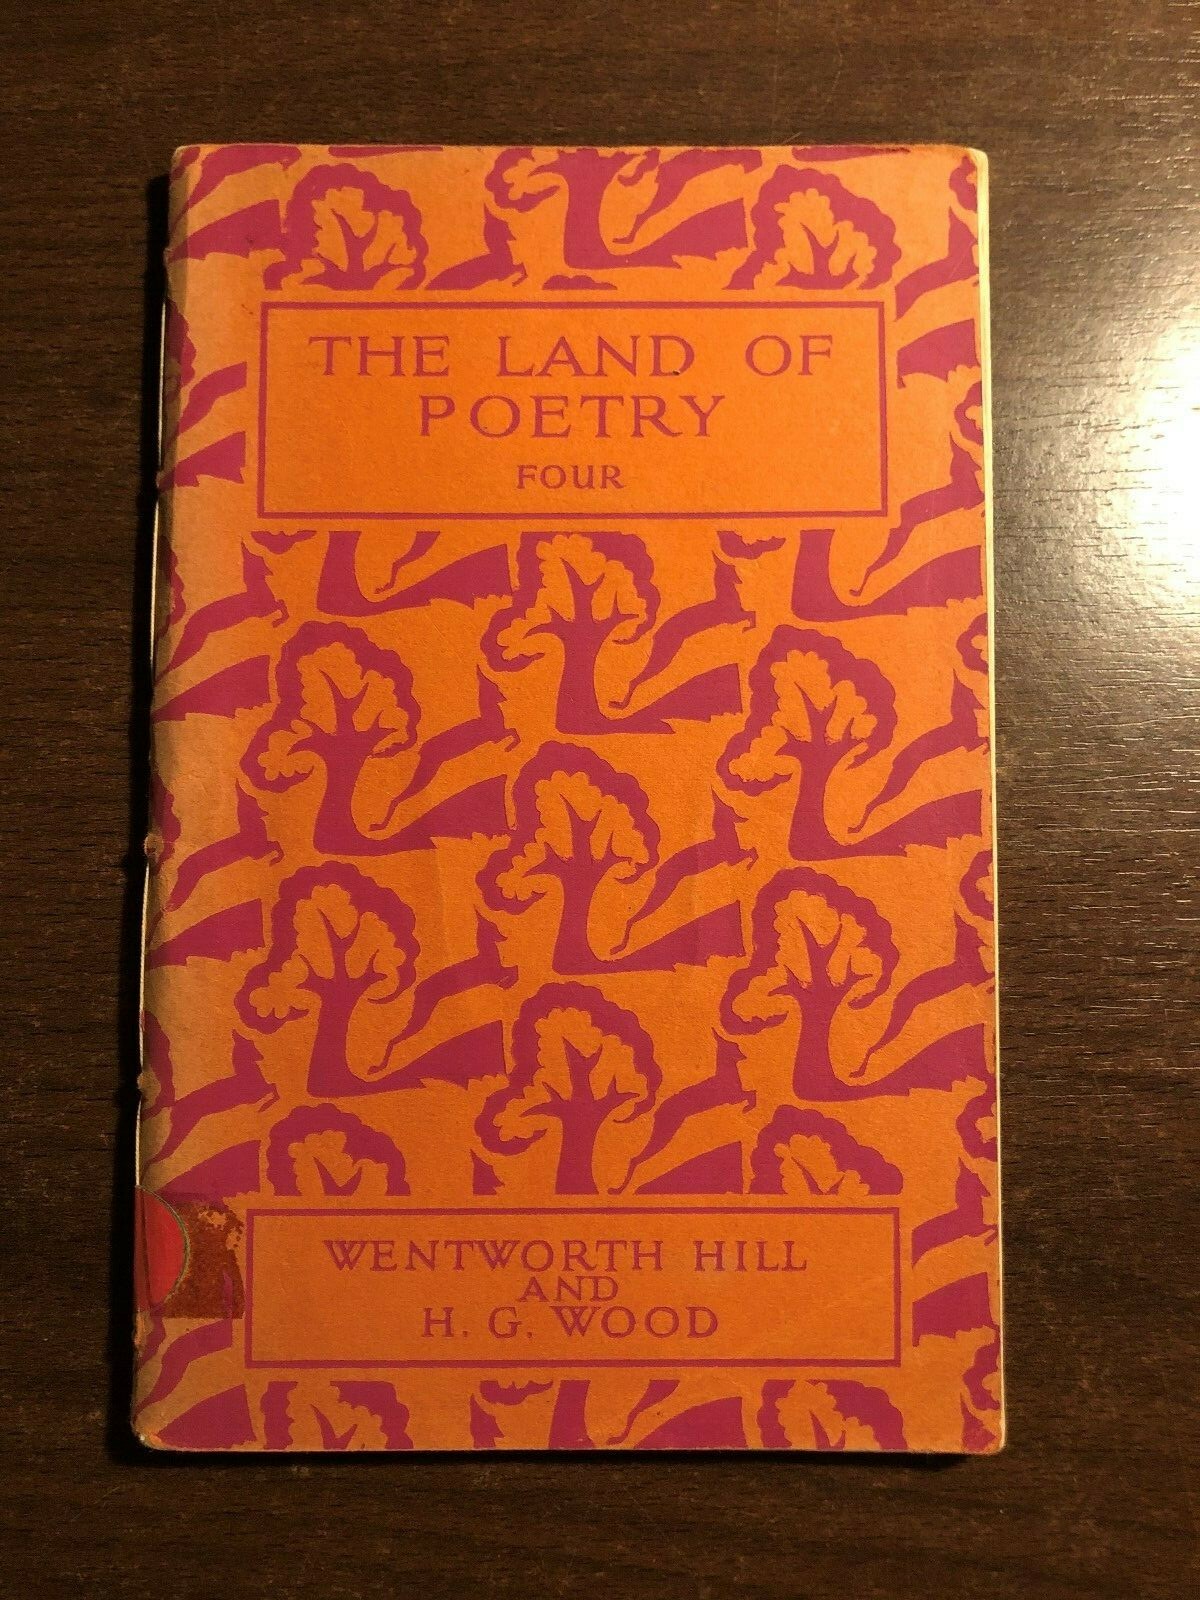 THE LAND OF
POETRY
FOUR
WENTWORTH HILL
AND
H. G. WOOD